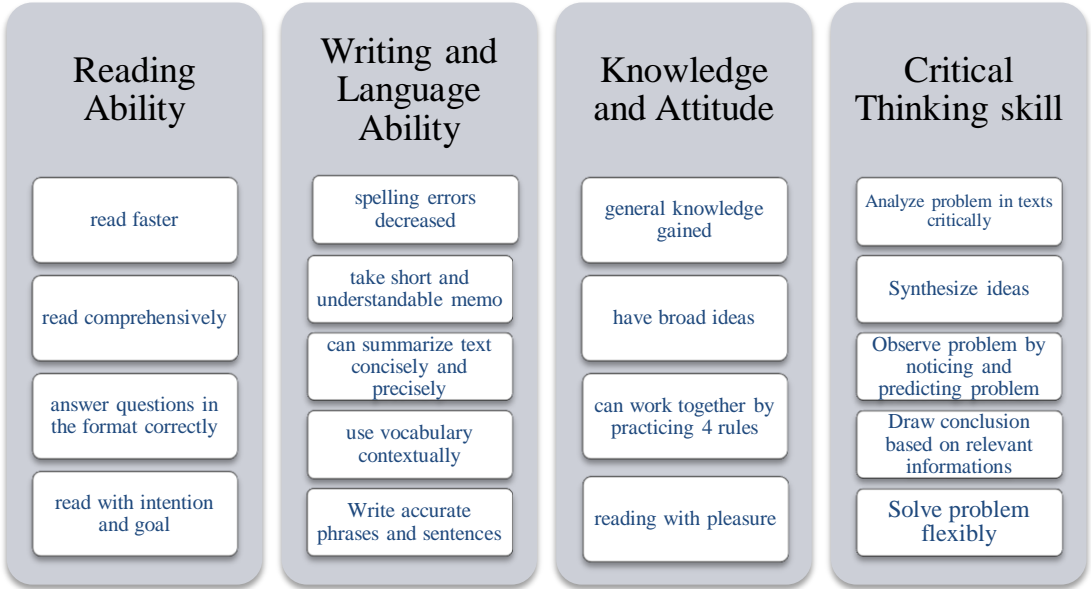 Reading
Ability
read faster
read comprehensively
answer questions in
the format correctly
read with intention
and goal
Writing and
Language
Ability
spelling errors
decreased
take short and
understandable memo
can summarize text
concisely and
precisely
use vocabulary
contextually
Write accurate
phrases and sentences
Knowledge
and Attitude
general knowledge
gained
have broad ideas
can work together by
practicing 4 rules
reading with pleasure
Critical
Thinking skill
Analyze problem in texts
critically
Synthesize ideas
Observe problem by
noticing and
predicting problem
Draw conclusion
based on relevant
informations
Solve problem
flexibly